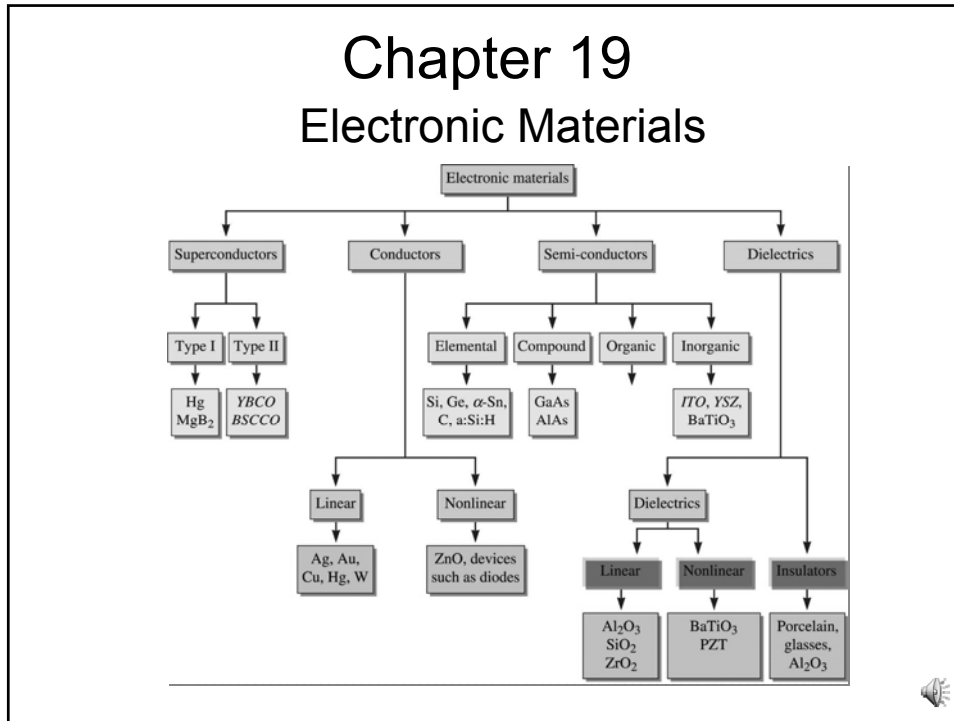 Chapter 19
Electronic Materials
Electronic materials
Superconductors
Conductors
Semi-conductors
Dielectrics
Type I
Type II
Elemental
Compound
Organic
Inorganic
Hg
MgB₂
YBCO
BSCCO
Si, Ge, α-Sn,
C, a:Si:H
GaAs
AlAs
ITO, YSZ,
BaTiO₃
Linear
Nonlinear
Dielectrics
Ag, Au,
Cu, Hg, W
ZnO, devices
such as diodes
Linear
Nonlinear
Insulators
Al₂O₃
SiO₂
ZrO₂
BaTiO₃
PZT
Porcelain,
glasses,
Al₂O₃